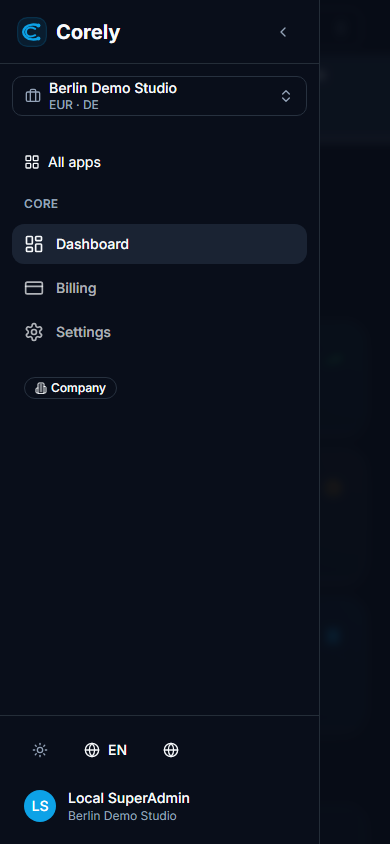 Corely
Berlin Demo Studio
EUR · DE
All apps
CORE
Dashboard
Billing
Settings
Company
EN
LS
Local SuperAdmin
Berlin Demo Studio